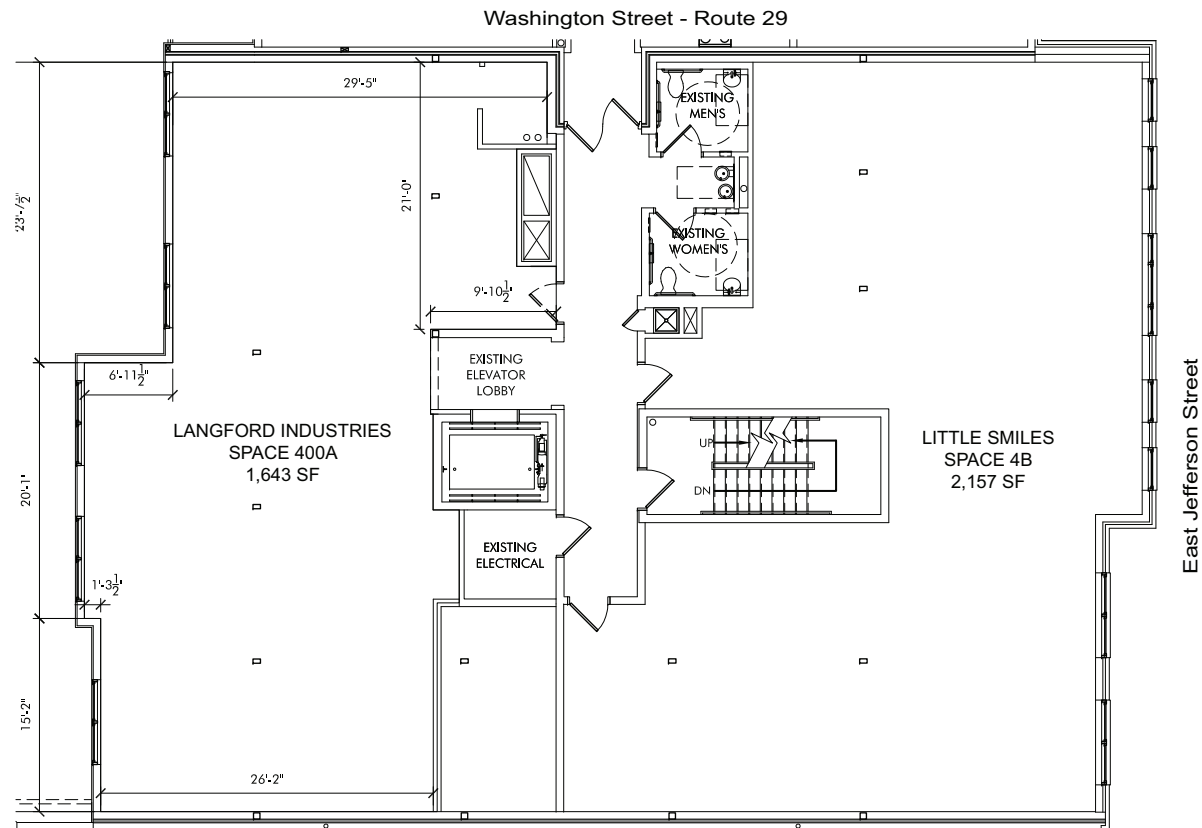 Washington Street - Route 29
29'-5"
EXISTING
MEN'S
23'-7½"
21'-0"
EXISTING
WOMEN'S
9'-10½"
6'-11½"
EXISTING
ELEVATOR
LOBBY
East Jefferson Street
LANGFORD INDUSTRIES
SPACE 400A
1,643 SF
UP
DN
LITTLE SMILES
SPACE 4B
2,157 SF
20'-1"
EXISTING
ELECTRICAL
1'-3½"
15'-2"
26'-2"